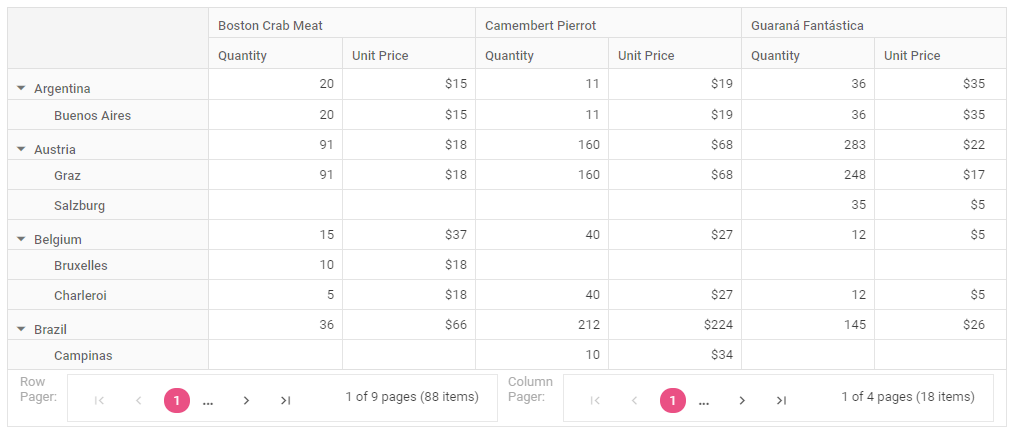 Boston Crab Meat Camembert Pierrot Guaraná Fantástica
Quantity Unit Price Quantity Unit Price Quantity Unit Price
Argentina 20 $15 11 $19 36 $35
Buenos Aires 20 $15 11 $19 36 $35
Austria 91 $18 160 $68 283 $22
Graz 91 $18 160 $68 248 $17
Salzburg 35 $5
Belgium 15 $37 40 $27 12 $5
Bruxelles 10 $18
Charleroi 5 $18 40 $27 12 $5
Brazil 36 $66 212 $224 145 $26
Campinas 10 $34
Row Pager: 1 ... 1 of 9 pages (88 items) Column Pager: 1 ... 1 of 4 pages (18 items)